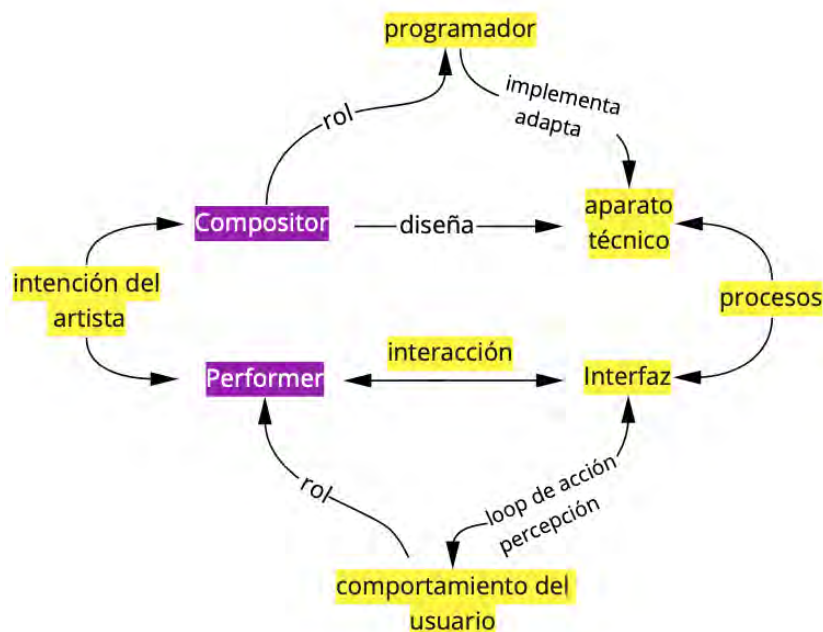 programador
implementa
adapta
rol
Compositor
diseña
aparato
técnico
intención del
artista
procesos
interacción
Performer
Interfaz
rol
loop de acción
percepción
comportamiento del
usuario